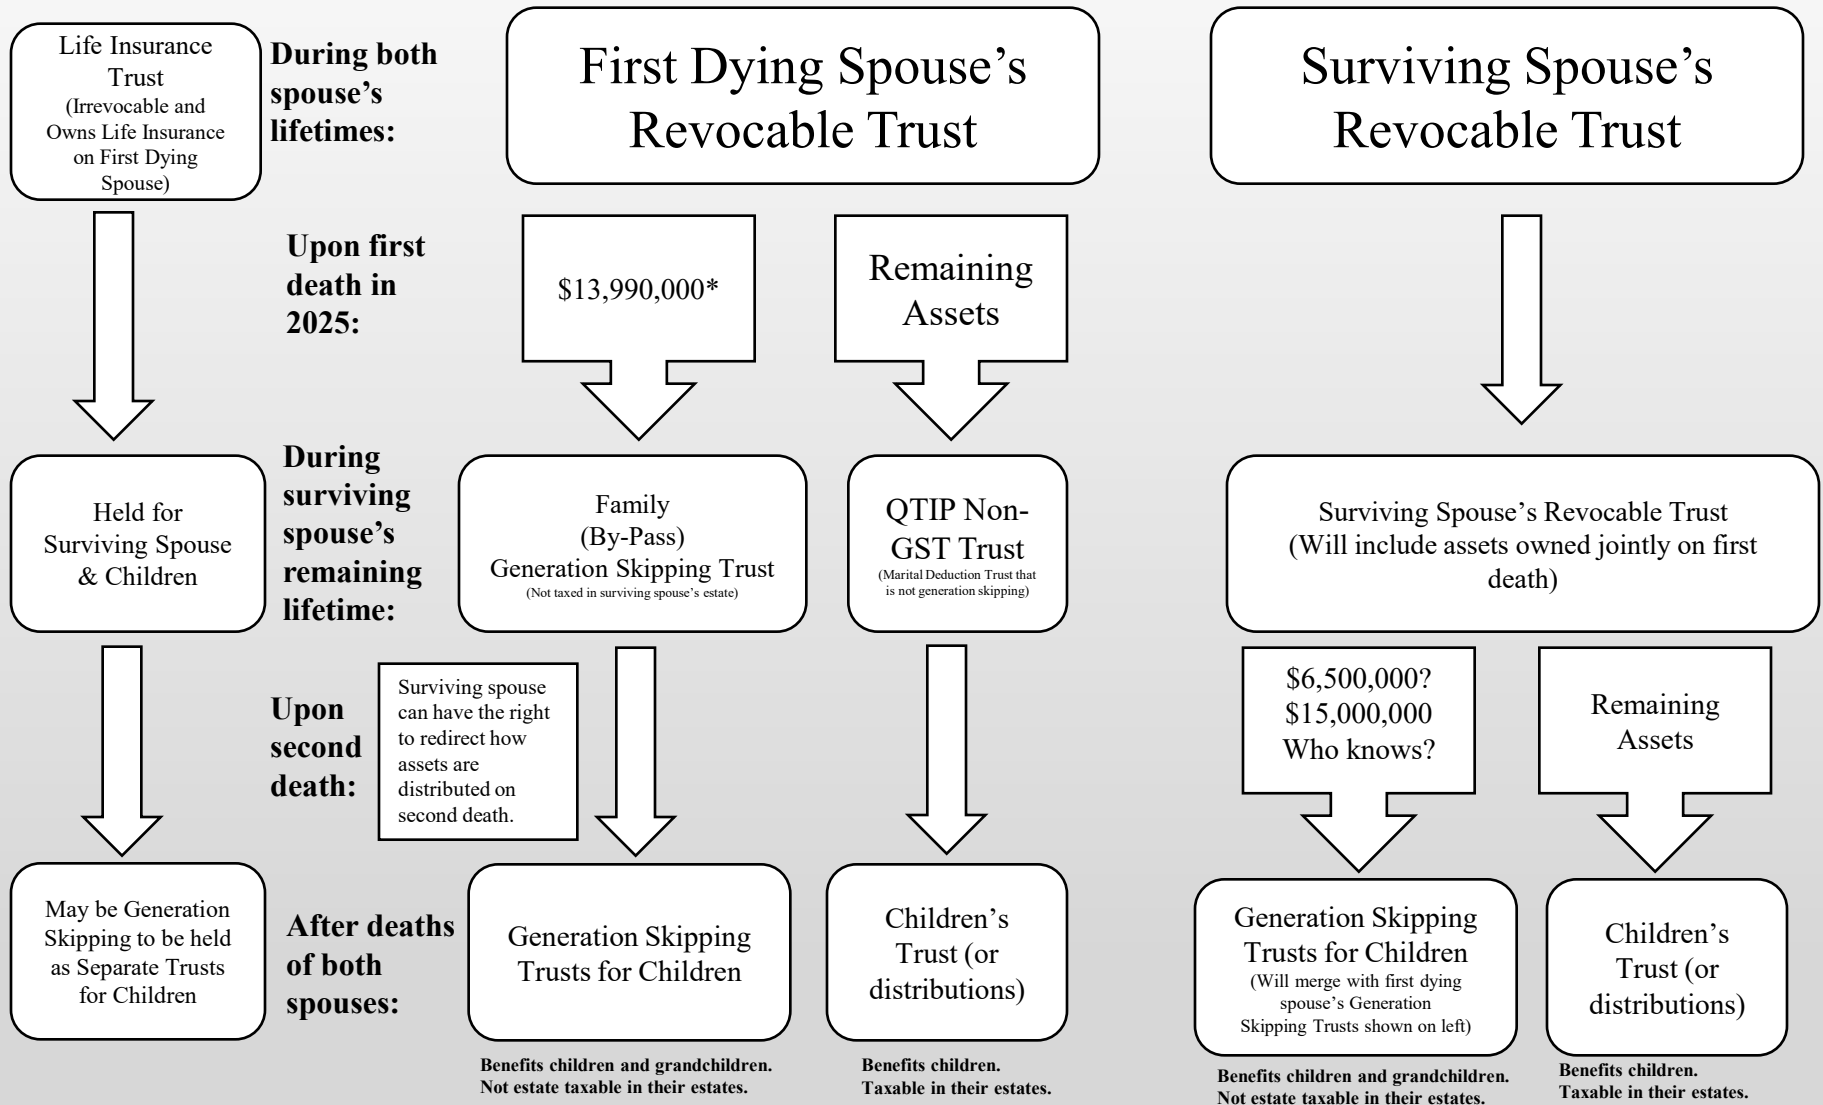 Life Insurance
Trust
(Irrevocable and
Owns Life Insurance
on First Dying
Spouse)
During both
spouse’s
lifetimes:
First Dying Spouse’s
Revocable Trust
Surviving Spouse’s
Revocable Trust
Upon first
death in
2025:
$13,990,000*
Remaining
Assets
Held for
Surviving Spouse
& Children
During
surviving
spouse’s
remaining
lifetime:
Family
(By-Pass)
Generation Skipping Trust
(Not taxed in surviving spouse’s estate)
QTIP Non-
GST Trust
(Marital Deduction Trust that
is not generation skipping)
Surviving Spouse’s Revocable Trust
(Will include assets owned jointly on first
death)
Upon
second
death:
Surviving spouse
can have the right
to redirect how
assets are
distributed on
second death.
$6,500,000?
$15,000,000
Who knows?
Remaining
Assets
May be Generation
Skipping to be held
as Separate Trusts
for Children
After deaths
of both
spouses:
Generation Skipping
Trusts for Children
Children’s
Trust (or
distributions)
Generation Skipping
Trusts for Children
(Will merge with first dying
spouse’s Generation
Skipping Trusts shown on left)
Children’s
Trust (or
distributions)
Benefits children and grandchildren.
Not estate taxable in their estates.
Benefits children.
Taxable in their estates.
Benefits children and grandchildren.
Not estate taxable in their estates.
Benefits children.
Taxable in their estates.